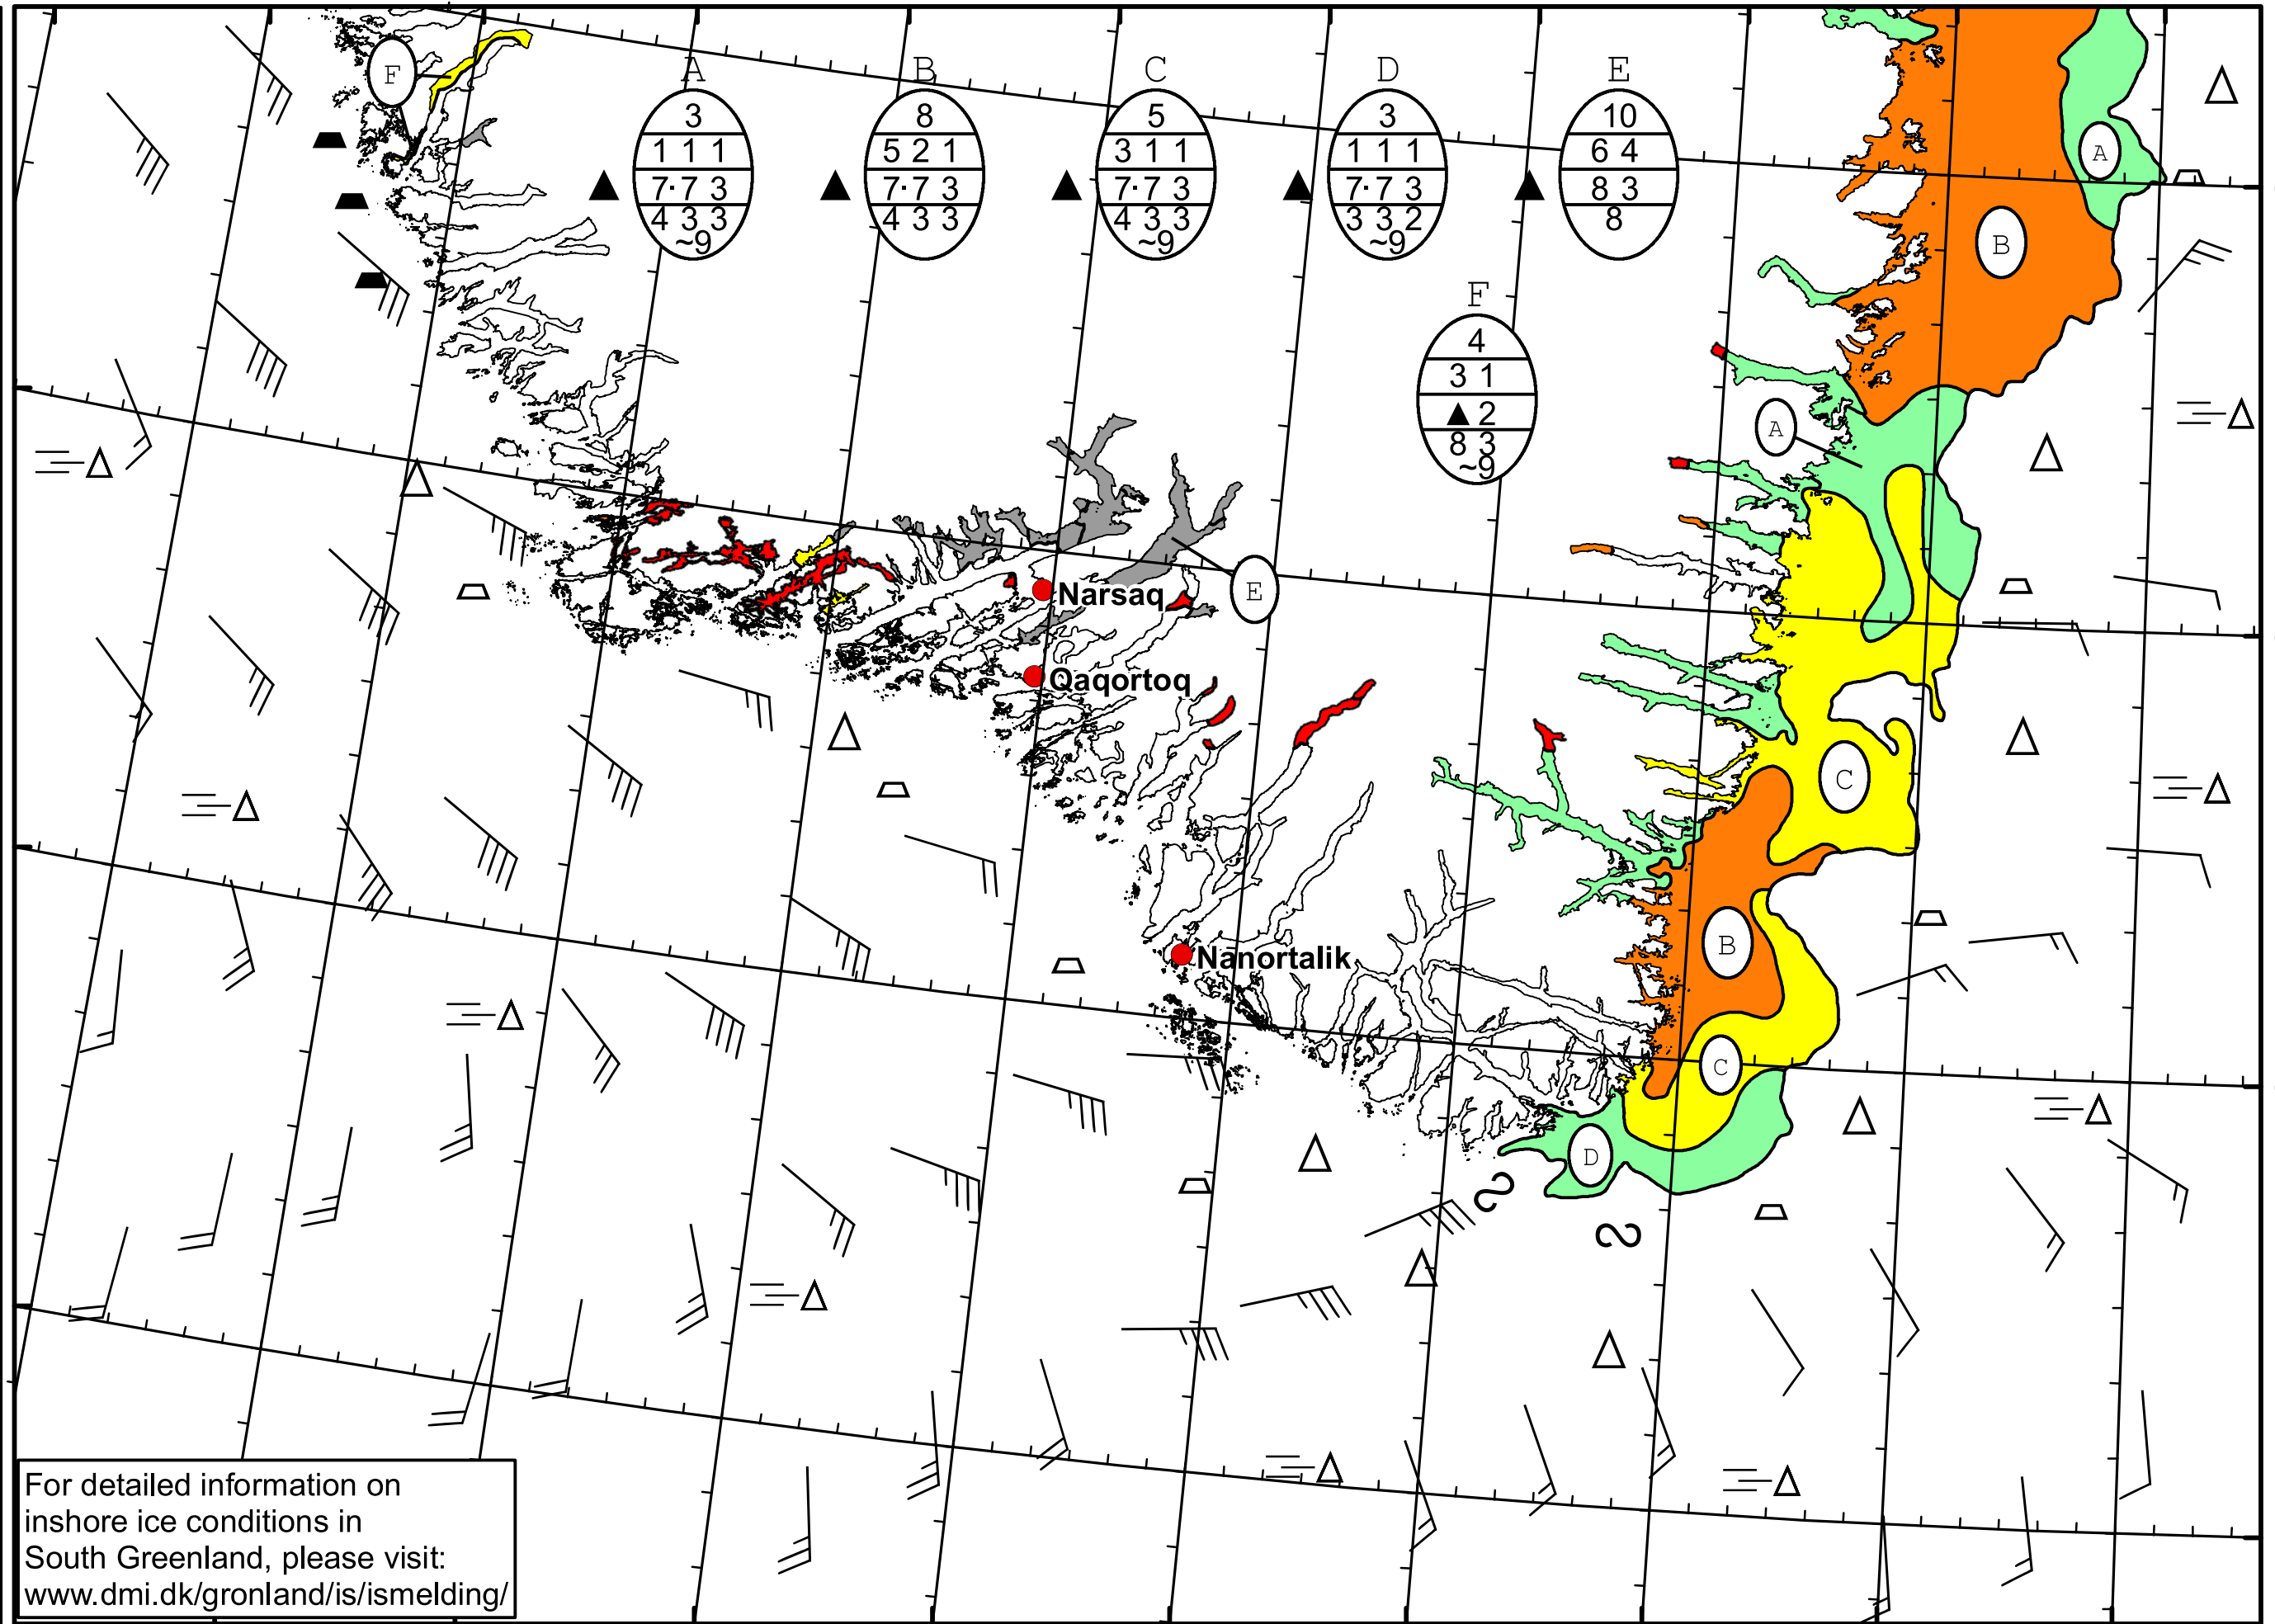 F
A
B
C
D
E
3
1 1 1
7· 7 3
4 3 3
~9
8
5 2 1
7· 7 3
4 3 3
5
3 1 1
7· 7 3
4 3 3
~9
3
1 1 1
7· 7 3
3 3 2
~9
10
6 4
8 3
8
A
B
F
4
3 1
▲ 2
8 3
~9
A
Narsaq
E
Qaqortoq
C
B
Nanortalik
C
D
For detailed information on
inshore ice conditions in
South Greenland, please visit:
www.dmi.dk/gronland/is/ismelding/